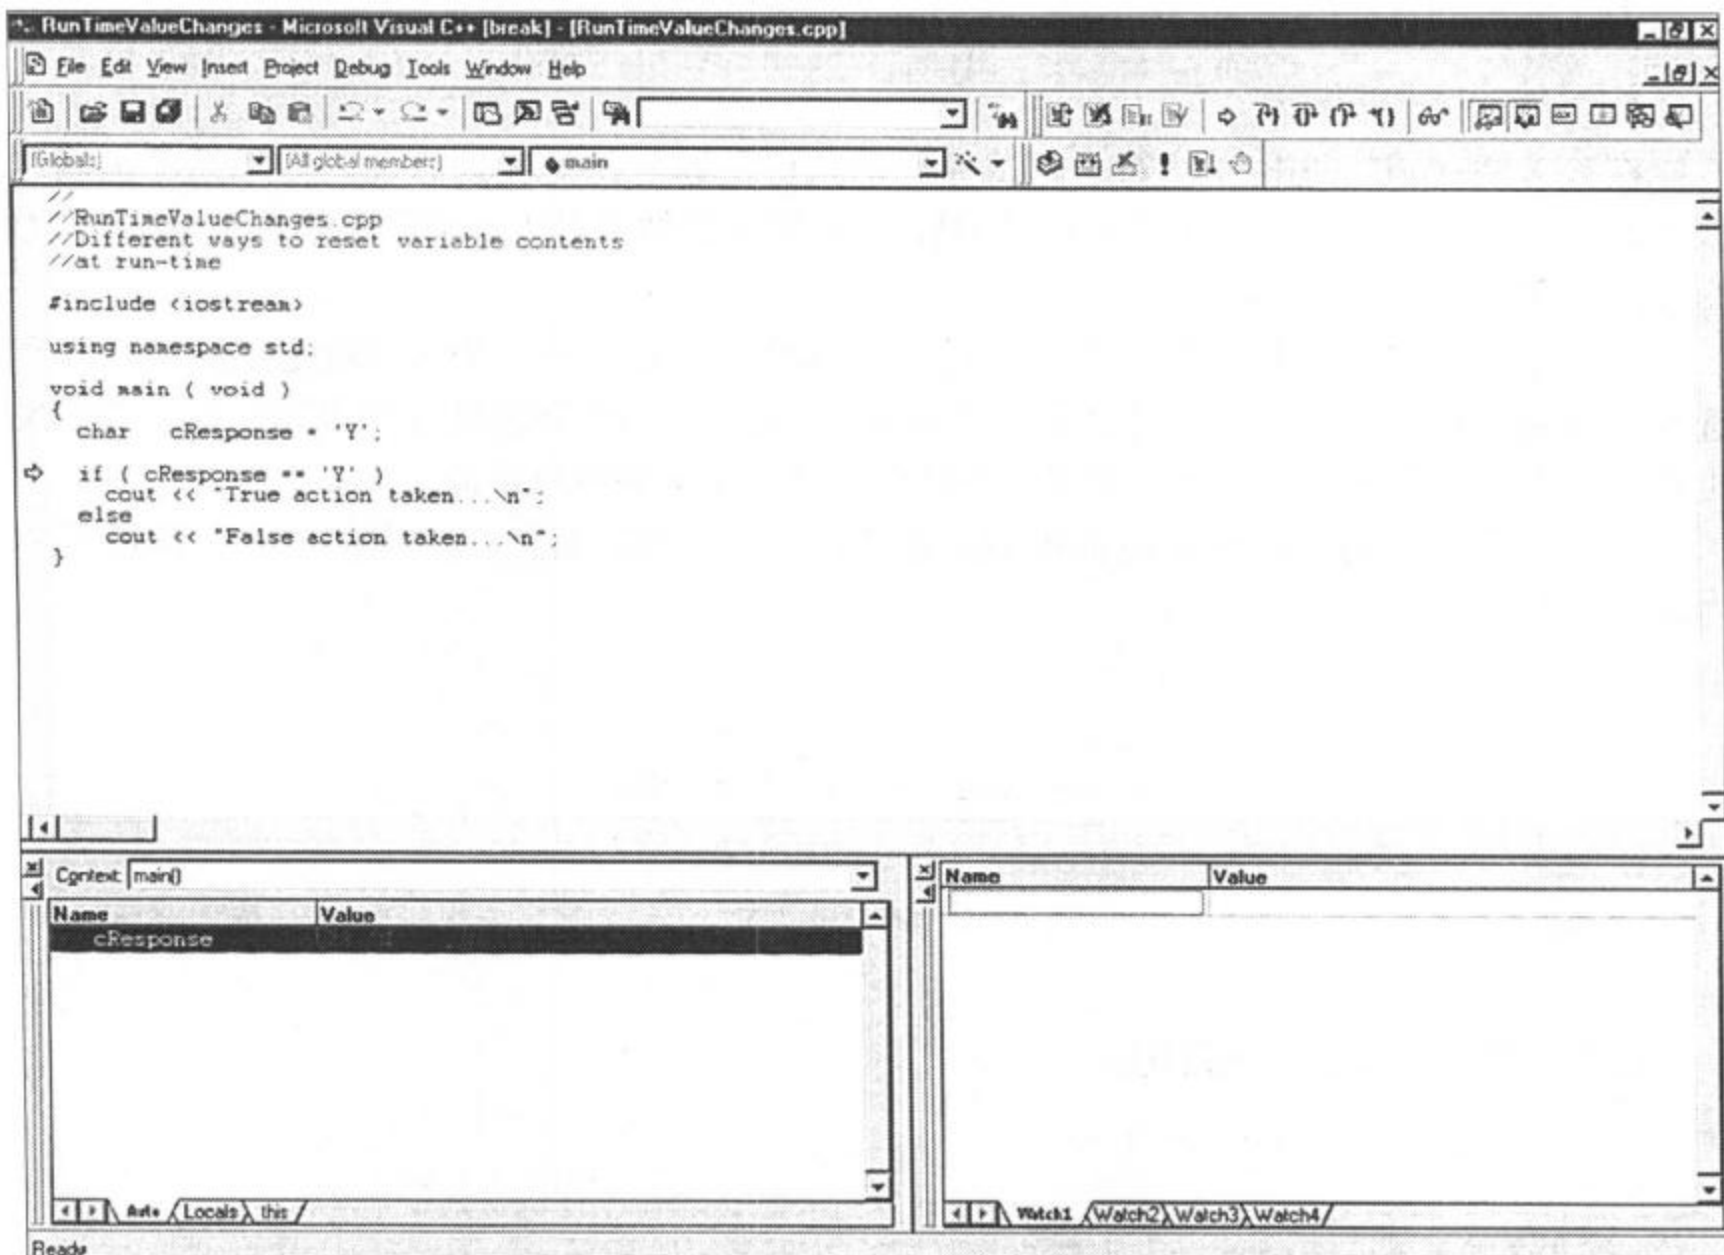 RunTimeValueChanges - Microsoft Visual C++ [break] - [RunTimeValueChanges.cpp]
File Edit View Insert Project Debug Tools Window Help
(Globals) (All global members) main
//
//RunTimeValueChanges.cpp
//Different ways to reset variable contents
//at run-time
#include <iostream>
using namespace std;
void main ( void )
{
char cResponse = 'Y';
if ( cResponse == 'Y' )
cout << "True action taken...\n";
else
cout << "False action taken...\n";
}
Context: main()
Name Value
cResponse
Auto Locals this
Name Value
Watch1 Watch2 Watch3 Watch4
Ready